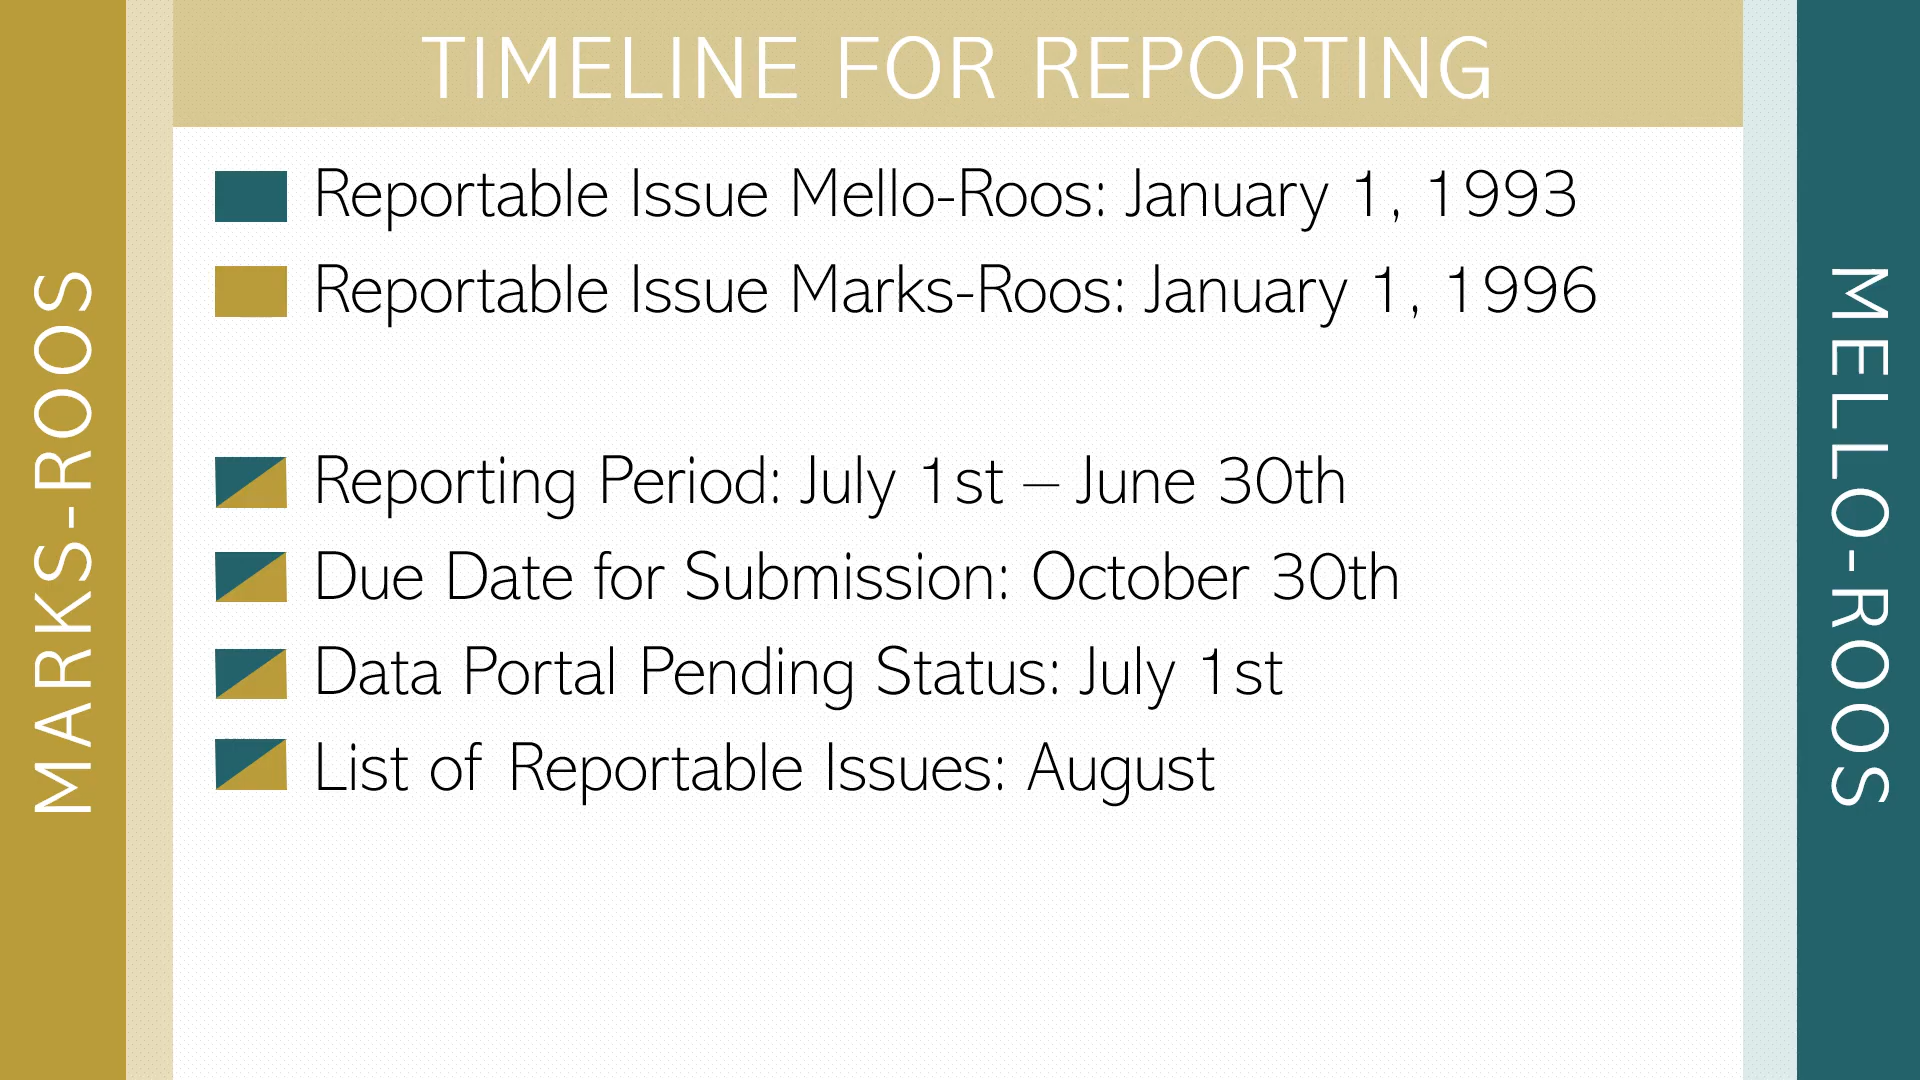 TIMELINE FOR REPORTING
MARKS-ROOS
Reportable Issue Mello-Roos: January 1, 1993
Reportable Issue Marks-Roos: January 1, 1996
Reporting Period: July 1st – June 30th
Due Date for Submission: October 30th
Data Portal Pending Status: July 1st
List of Reportable Issues: August
MELLO-ROOS